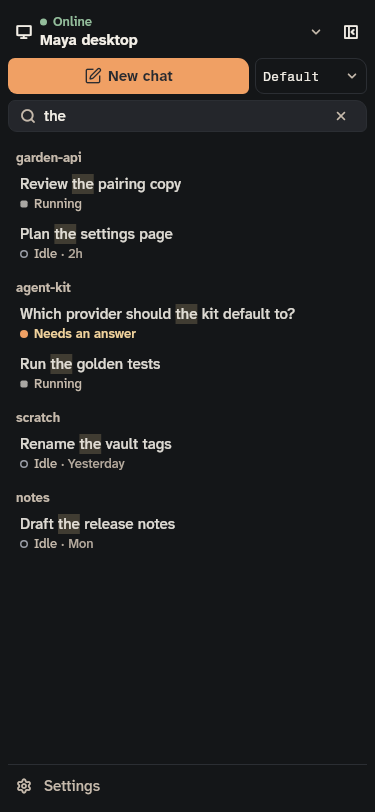 Online
Maya desktop
New chat
Default
the
garden-api
Review the pairing copy
Running
Plan the settings page
Idle · 2h
agent-kit
Which provider should the kit default to?
Needs an answer
Run the golden tests
Running
scratch
Rename the vault tags
Idle · Yesterday
notes
Draft the release notes
Idle · Mon
Settings